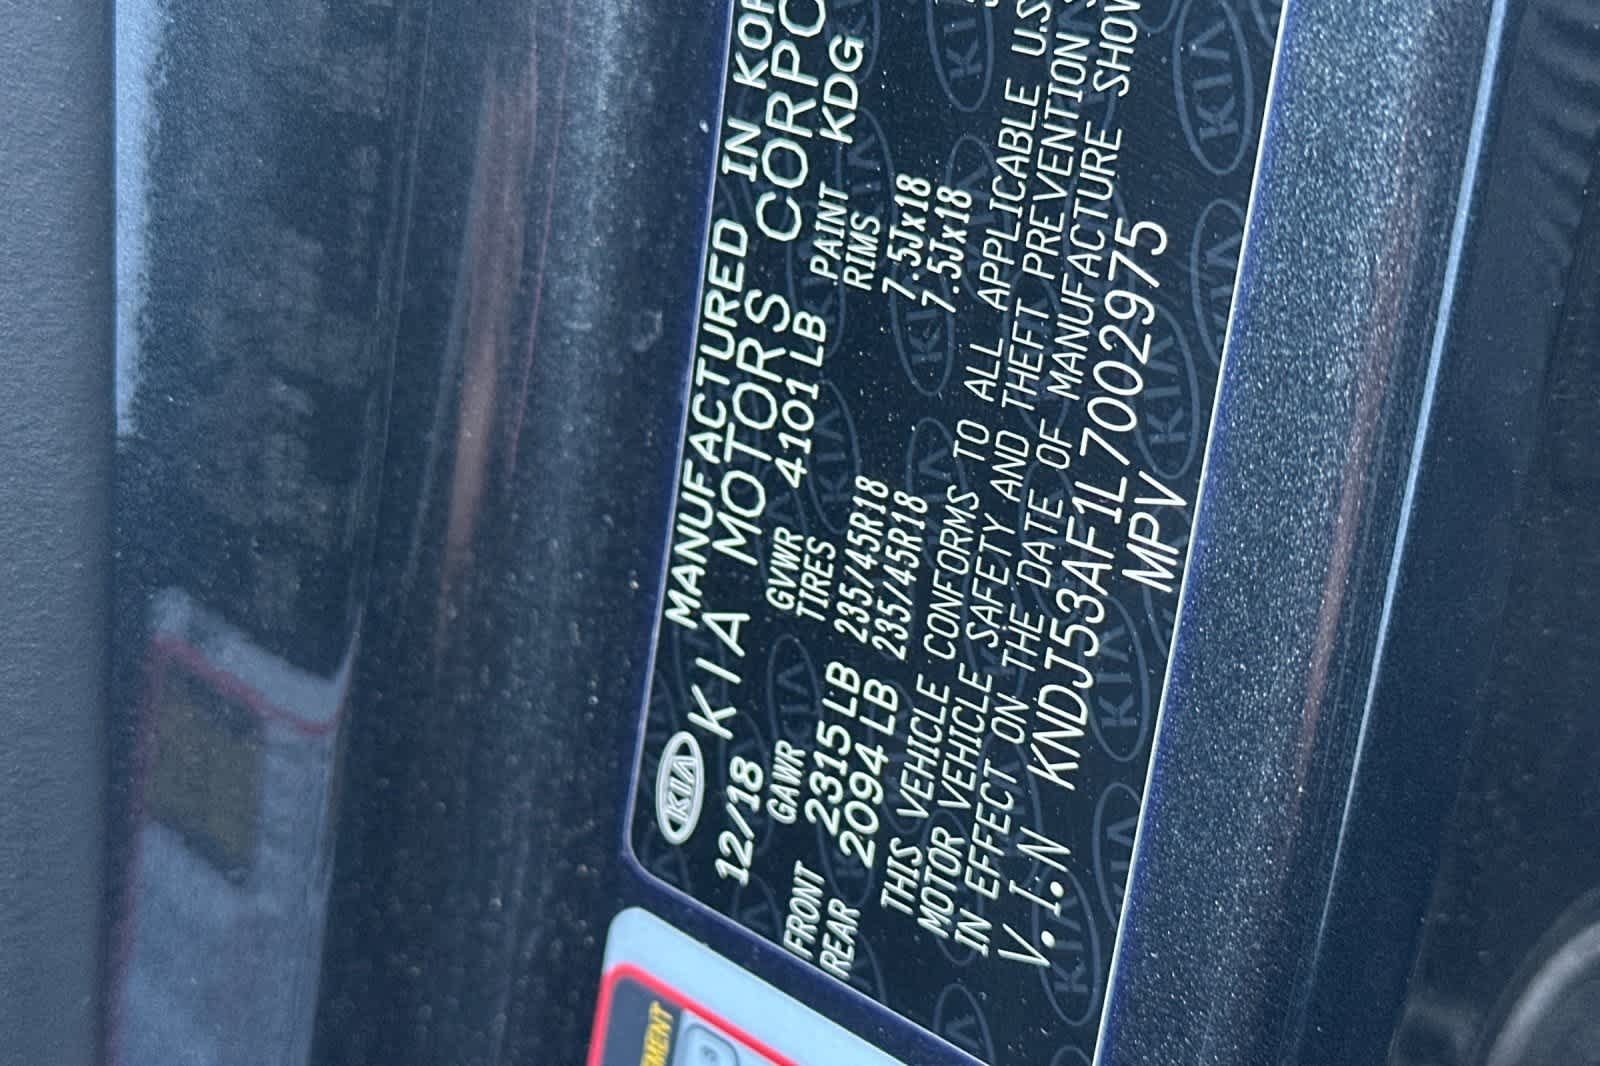 KIA
MANUFACTURED IN KOR
12/18 KIA MOTORS CORPO
GAWR GVWR 4101 LB PAINT KDG
TIRES RIMS
FRONT 2315 LB 235/45R18 7.5Jx18
REAR 2094 LB 235/45R18 7.5Jx18
THIS VEHICLE CONFORMS TO ALL APPLICABLE U.S
MOTOR VEHICLE SAFETY AND THEFT PREVENTION S
IN EFFECT ON THE DATE OF MANUFACTURE SHOW
V.I.N KNDJ53AF1L7002975
MPV